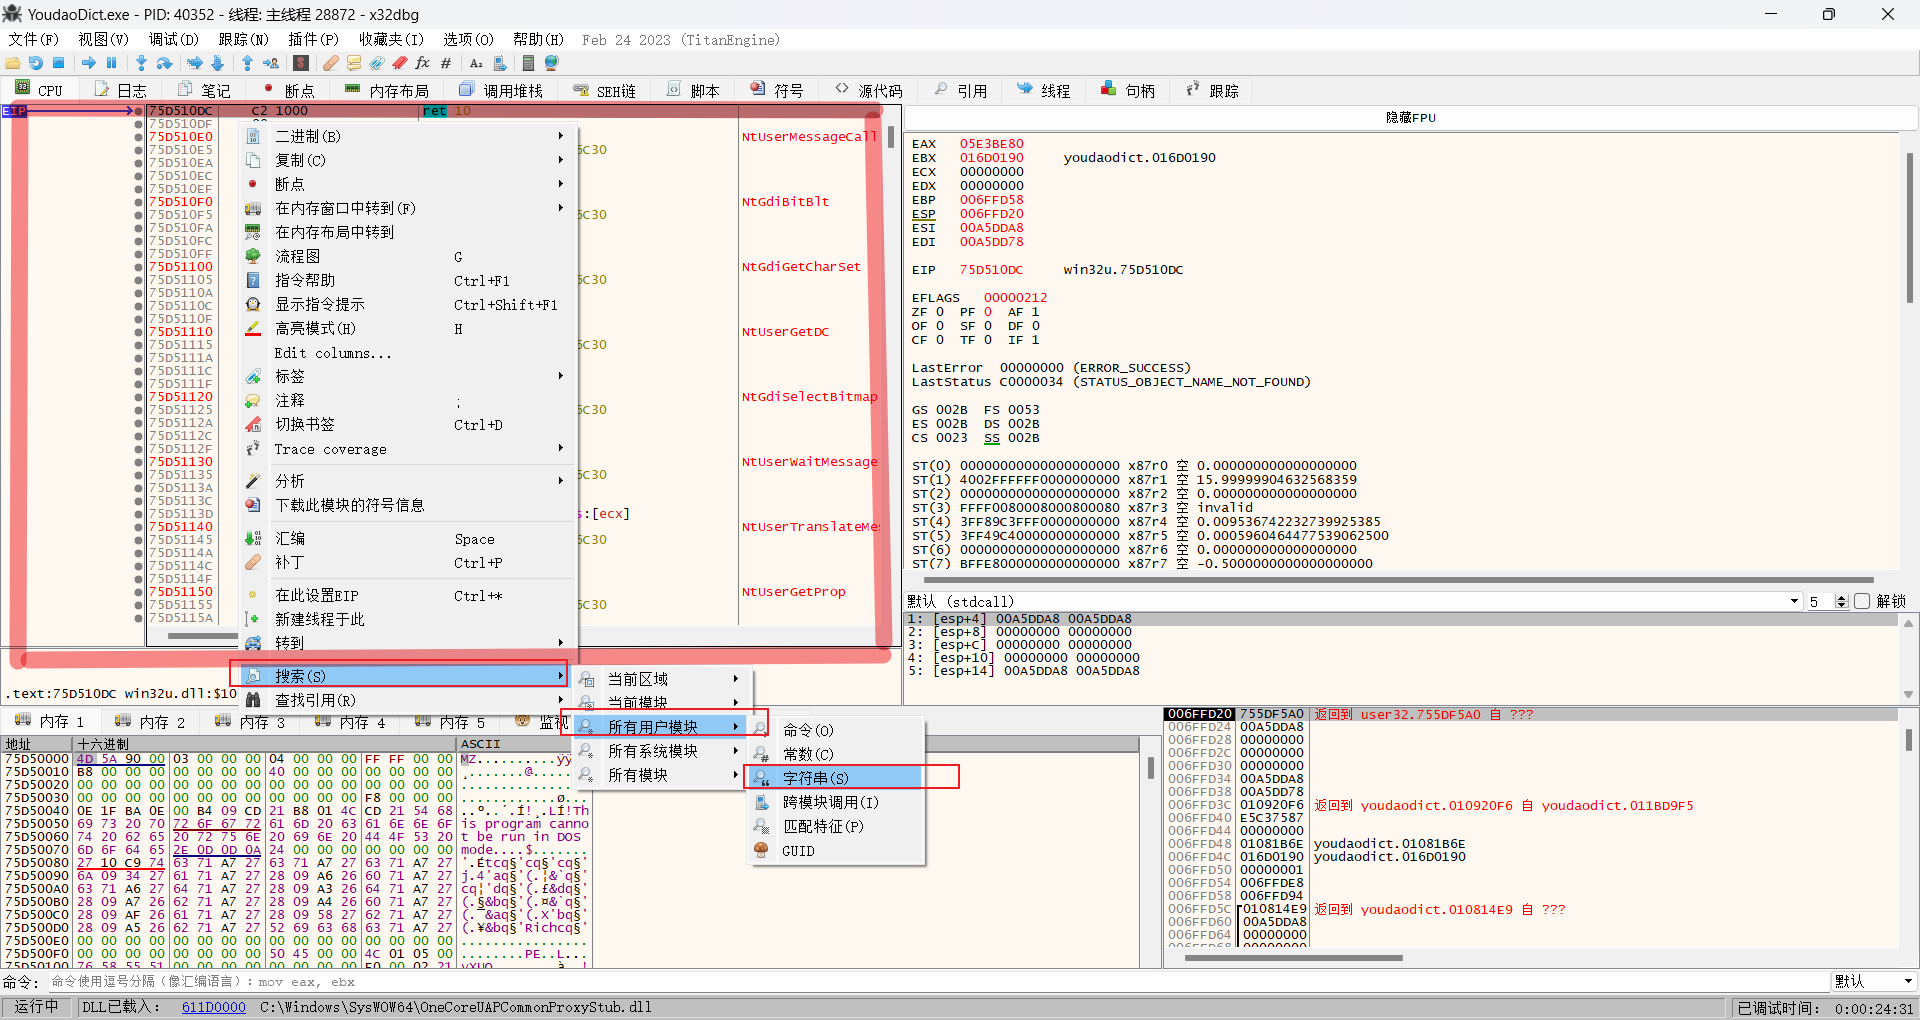 YoudaoDict.exe - PID: 40352 - 线程: 主线程 28872 - x32dbg
文件(F) 视图(V) 调试(D) 跟踪(N) 插件(P) 收藏夹(I) 选项(O) 帮助(H) Feb 24 2023 (TitanEngine)
CPU 日志 笔记 断点 内存布局 调用堆栈 SEH链 脚本 符号 源代码 引用 线程 句柄 跟踪
EIP
75D510DC C2 1000 ret 10
75D510DF
75D510E0 NtUserMessageCall
75D510E5 6C30
75D510EA
75D510EC
75D510EF
75D510F0 NtGdiBitBlt
75D510F5 6C30
75D510FA
75D510FC
75D510FF
75D51100 NtGdiGetCharSet
75D51105 6C30
75D5110A
75D5110C
75D5110F
75D51110 NtUserGetDC
75D51115 6C30
75D5111A
75D5111C
75D5111F
75D51120 NtGdiSelectBitmap
75D51125 6C30
75D5112A
75D5112C
75D5112F
75D51130 NtUserWaitMessage
75D51135 6C30
75D5113A
75D5113C
75D5113D s:[ecx]
75D51140 NtUserTranslateMes
75D51145 6C30
75D5114A
75D5114C
75D5114F
75D51150 NtUserGetProp
75D51155 6C30
75D5115A
.text:75D510DC win32u.dll:$10
二进制(B)
复制(C)
断点
在内存窗口中转到(F)
在内存布局中转到
流程图 G
指令帮助 Ctrl+F1
显示指令提示 Ctrl+Shift+F1
高亮模式(H) H
Edit columns...
标签
注释 ;
切换书签 Ctrl+D
Trace coverage
分析
下载此模块的符号信息
汇编 Space
补丁 Ctrl+P
在此设置EIP Ctrl+*
新建线程于此
转到
搜索(S)
查找引用(R)
当前区域
当前模块
所有用户模块
所有系统模块
所有模块
命令(O)
常数(C)
字符串(S)
跨模块调用(I)
匹配特征(P)
GUID
隐藏FPU
EAX 05E3BE80
EBX 016D0190 youdaodict.016D0190
ECX 00000000
EDX 00000000
EBP 006FFD58
ESP 006FFD20
ESI 00A5DDA8
EDI 00A5DD78
EIP 75D510DC win32u.75D510DC
EFLAGS 00000212
ZF 0 PF 0 AF 1
OF 0 SF 0 DF 0
CF 0 TF 0 IF 1
LastError 00000000 (ERROR_SUCCESS)
LastStatus C0000034 (STATUS_OBJECT_NAME_NOT_FOUND)
GS 002B FS 0053
ES 002B DS 002B
CS 0023 SS 002B
ST(0) 00000000000000000000 x87r0 空 0.000000000000000000
ST(1) 4002FFFFFF0000000000 x87r1 空 15.99999904632568359
ST(2) 00000000000000000000 x87r2 空 0.000000000000000000
ST(3) FFFF0080008000800080 x87r3 空 invalid
ST(4) 3FF89C3FFF0000000000 x87r4 空 0.009536742232739925385
ST(5) 3FF49C40000000000000 x87r5 空 0.0005960464477539062500
ST(6) 00000000000000000000 x87r6 空 0.000000000000000000
ST(7) BFFE8000000000000000 x87r7 空 -0.5000000000000000000
默认 (stdcall) 5 解锁
1: [esp+4] 00A5DDA8 00A5DDA8
2: [esp+8] 00000000 00000000
3: [esp+C] 00000000 00000000
4: [esp+10] 00000000 00000000
5: [esp+14] 00A5DDA8 00A5DDA8
内存 1 内存 2 内存 3 内存 4 内存 5 监视
地址 十六进制 ASCII
75D50000 4D 5A 90 00 03 00 00 00 04 00 00 00 FF FF 00 00 MZ..........ÿÿ
75D50010 B8 00 00 00 00 00 00 00 40 00 00 00 00 00 00 00 ¸.......@.....
75D50020 00 00 00 00 00 00 00 00 00 00 00 00 00 00 00 00 ..............
75D50030 00 00 00 00 00 00 00 00 00 00 00 00 F8 00 00 00 ............ø...
75D50040 0E 1F BA 0E 00 B4 09 CD 21 B8 01 4C CD 21 54 68 ..º..´.Í!¸.LÍ!Th
75D50050 69 73 20 70 72 6F 67 72 61 6D 20 63 61 6E 6E 6F is program canno
75D50060 74 20 62 65 20 72 75 6E 20 69 6E 20 44 4F 53 20 t be run in DOS
75D50070 6D 6F 64 65 2E 0D 0D 0A 24 00 00 00 00 00 00 00 mode....$.......
75D50080 27 10 C9 74 63 71 A7 27 63 71 A7 27 63 71 A7 27 '.Étcq§'cq§'cq§'
75D50090 6A 09 34 27 61 71 A7 27 28 09 A6 26 60 71 A7 27 j.4'aq§'(.¦&`q§'
75D500A0 63 71 A6 27 64 71 A7 27 28 09 A3 26 64 71 A7 27 cq¦'dq§'(.£&dq§'
75D500B0 28 09 A7 26 62 71 A7 27 28 09 A4 26 60 71 A7 27 (.§&bq§'(.¤&`q§'
75D500C0 28 09 AF 26 61 71 A7 27 28 09 58 27 62 71 A7 27 (.¯&aq§'(.X'bq§'
75D500D0 28 09 A5 26 62 71 A7 27 52 69 63 68 63 71 A7 27 (.¥&bq§'Richcq§'
75D500E0 00 00 00 00 00 00 00 00 00 00 00 00 00 00 00 00 ................
75D500F0 00 00 00 00 00 00 00 00 50 45 00 00 4C 01 05 00 ........PE..L...
006FFD20 755DF5A0 返回到 user32.755DF5A0 自 ???
006FFD24 00A5DDA8
006FFD28 00000000
006FFD2C 00000000
006FFD30 00000000
006FFD34 00A5DDA8
006FFD38 00A5DD78
006FFD3C 010920F6 返回到 youdaodict.010920F6 自 youdaodict.011BD9F5
006FFD40 E5C37587
006FFD44 00000000
006FFD48 01081B6E youdaodict.01081B6E
006FFD4C 016D0190 youdaodict.016D0190
006FFD50 00000001
006FFD54 006FFDE8
006FFD58 006FFD94
006FFD5C 010814E9 返回到 youdaodict.010814E9 自 ???
006FFD60 00A5DDA8
006FFD64 00000000
命令: 命令使用逗号分隔（像汇编语言）: mov eax, ebx 默认
运行中 DLL已载入: 611D0000 C:\Windows\SysWOW64\OneCoreUAPCommonProxyStub.dll 已调试时间: 0:00:24:31